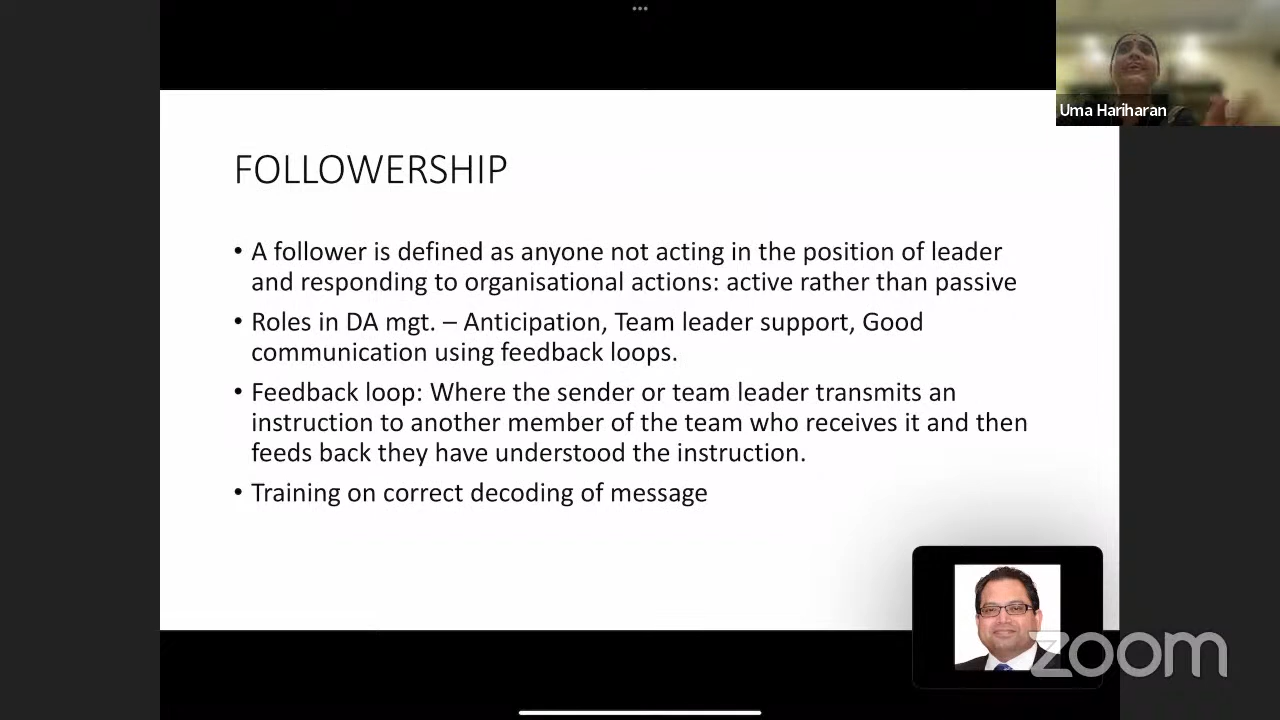 Uma Hariharan
FOLLOWERSHIP
• A follower is defined as anyone not acting in the position of leader
and responding to organisational actions: active rather than passive
• Roles in DA mgt. – Anticipation, Team leader support, Good
communication using feedback loops.
• Feedback loop: Where the sender or team leader transmits an
instruction to another member of the team who receives it and then
feeds back they have understood the instruction.
• Training on correct decoding of message
zoom